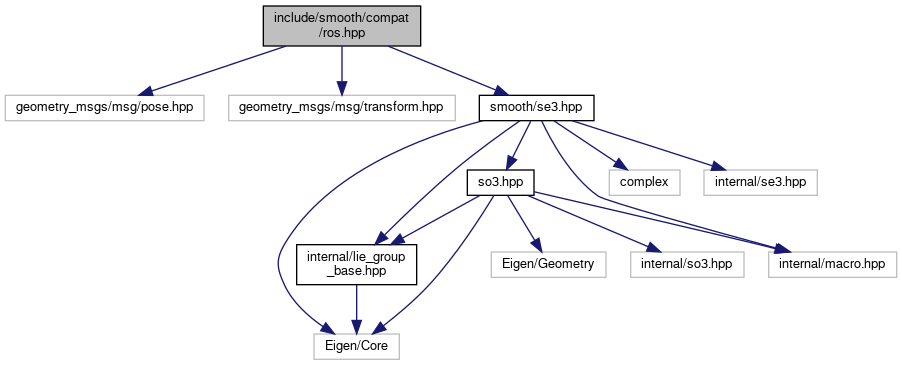 include/smooth/compat
/ros.hpp
geometry_msgs/msg/pose.hpp
geometry_msgs/msg/transform.hpp
smooth/se3.hpp
so3.hpp
complex
internal/se3.hpp
internal/lie_group
_base.hpp
Eigen/Geometry
internal/so3.hpp
internal/macro.hpp
Eigen/Core